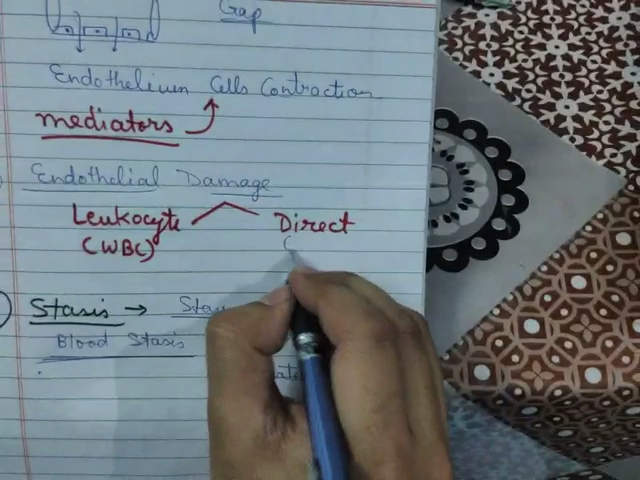 Gap
Endothelium Cells Contraction
mediators
Endothelial Damage
Leukocyte Direct
(WBC) (
Stasis →
Blood Stasis